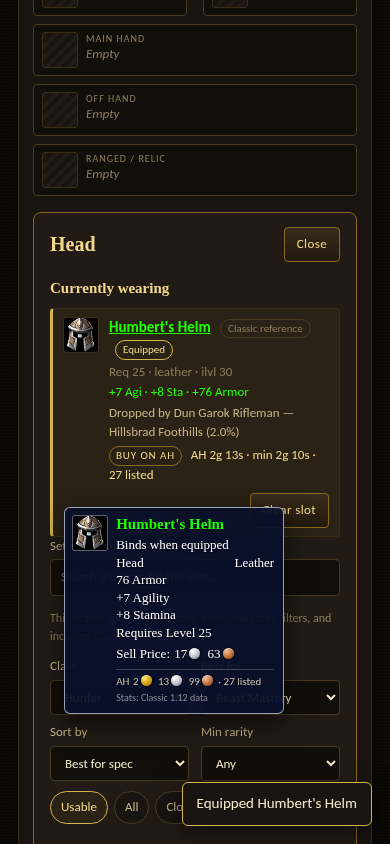 MAIN HAND
Empty
OFF HAND
Empty
RANGED / RELIC
Empty
Head
Close
Currently wearing
Humbert's Helm
Classic reference
Equipped
Req 25 · leather · ilvl 30
+7 Agi · +8 Sta · +76 Armor
Dropped by Dun Garok Rifleman —
Hillsbrad Foothills (2.0%)
BUY ON AH AH 2g 13s · min 2g 10s ·
27 listed
slot
Humbert's Helm
Binds when equipped
Head Leather
76 Armor
+7 Agility
+8 Stamina
Requires Level 25
Sell Price: 17 63
AH 2 13 99 · 27 listed
Stats: Classic 1.12 data
filters, and
Hunter
Beast Mastery
Sort by
Min rarity
Best for spec
Any
Usable
All
Equipped Humbert's Helm